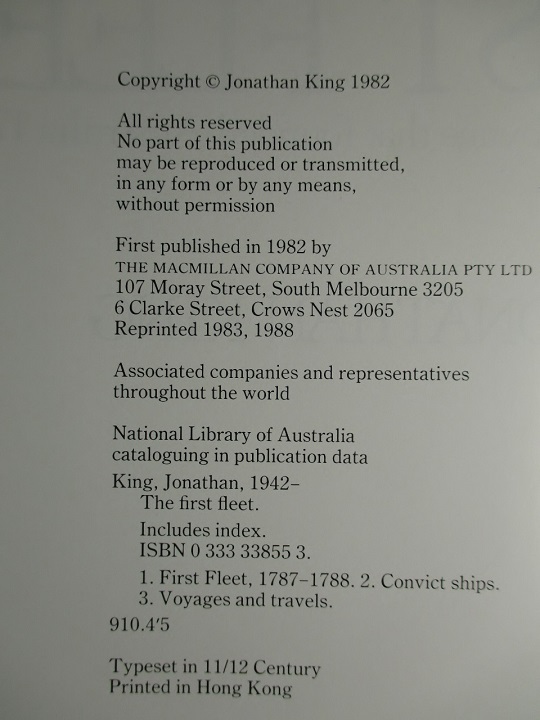 Copyright © Jonathan King 1982
All rights reserved
No part of this publication
may be reproduced or transmitted,
in any form or by any means,
without permission
First published in 1982 by
THE MACMILLAN COMPANY OF AUSTRALIA PTY LTD
107 Moray Street, South Melbourne 3205
6 Clarke Street, Crows Nest 2065
Reprinted 1983, 1988
Associated companies and representatives
throughout the world
National Library of Australia
cataloguing in publication data
King, Jonathan, 1942–
The first fleet.
Includes index.
ISBN 0 333 33855 3.
1. First Fleet, 1787–1788. 2. Convict ships.
3. Voyages and travels.
910.4'5
Typeset in 11/12 Century
Printed in Hong Kong